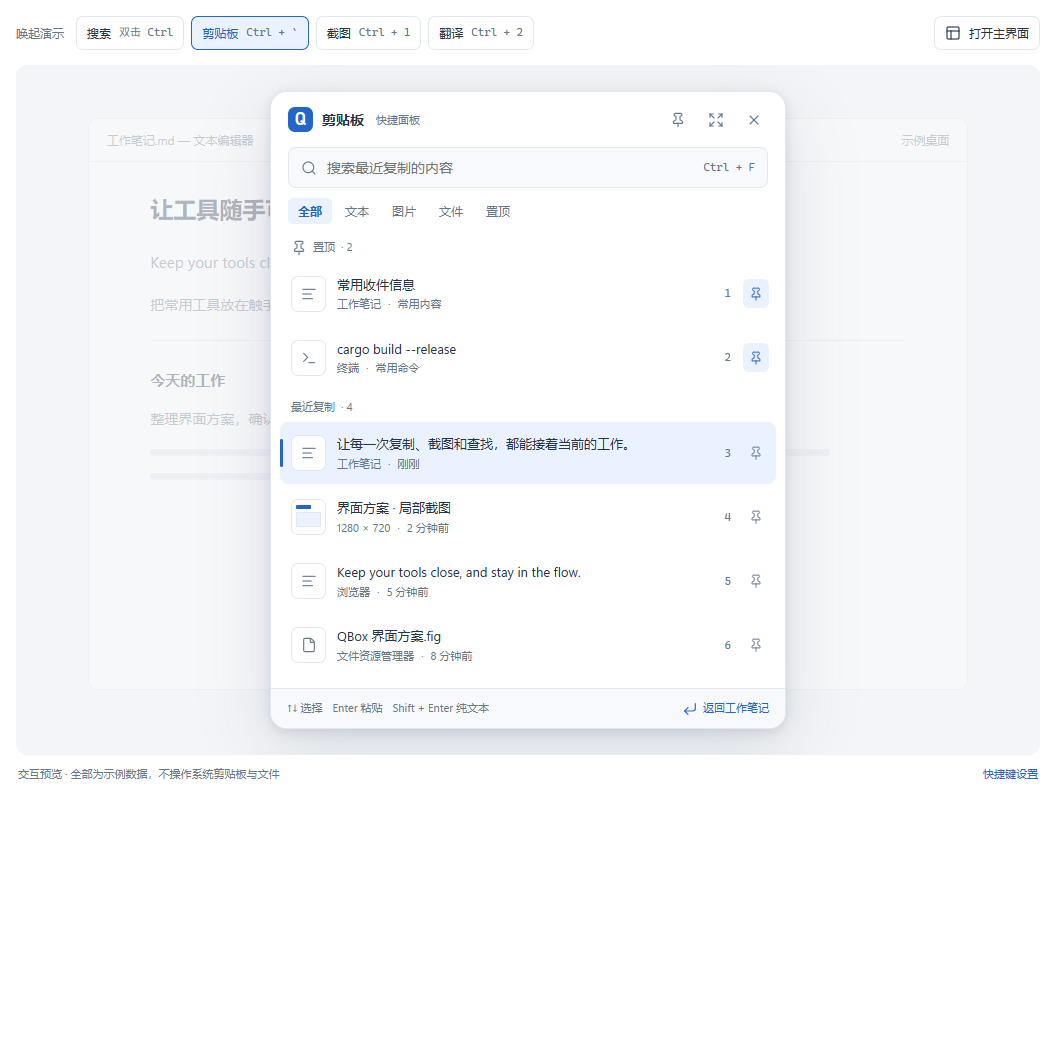 唤起演示 搜索 双击 Ctrl 剪贴板 Ctrl + ` 截图 Ctrl + 1 翻译 Ctrl + 2 打开主界面
工作笔记.md — 文本编辑器 示例桌面
Q 剪贴板 快捷面板
搜索最近复制的内容 Ctrl + F
全部 文本 图片 文件 置顶
让工具随手
置顶 · 2
Keep your tools cl
常用收件信息 1
工作笔记 · 常用内容
把常用工具放在触手
cargo build --release 2
终端 · 常用命令
今天的工作
最近复制 · 4
整理界面方案，确认
让每一次复制、截图和查找，都能接着当前的工作。 3
工作笔记 · 刚刚
界面方案 · 局部截图 4
1280 × 720 · 2 分钟前
Keep your tools close, and stay in the flow. 5
浏览器 · 5 分钟前
QBox 界面方案.fig 6
文件资源管理器 · 8 分钟前
↑↓ 选择 Enter 粘贴 Shift + Enter 纯文本 返回工作笔记
交互预览 · 全部为示例数据，不操作系统剪贴板与文件 快捷键设置